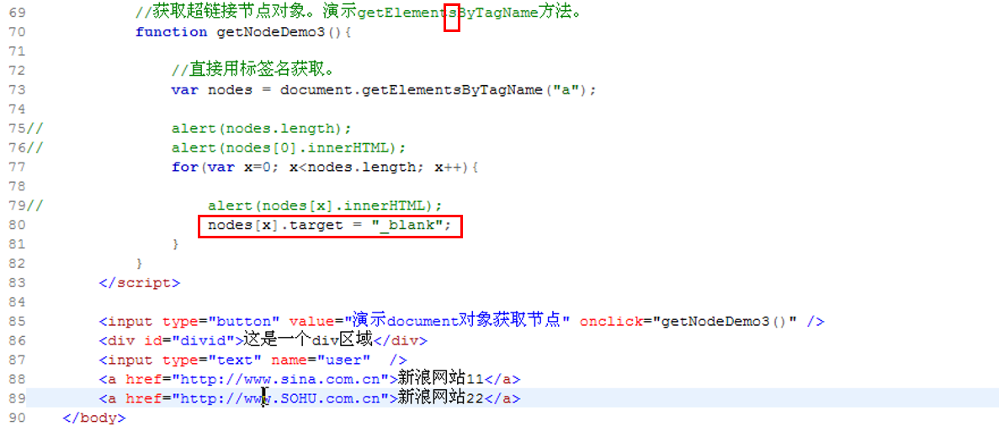 69 //获取超链接节点对象。演示getElementsByTagName方法。
70 function getNodeDemo3(){
71
72 //直接用标签名获取。
73 var nodes = document.getElementsByTagName("a");
74
75// alert(nodes.length);
76// alert(nodes[0].innerHTML);
77 for(var x=0; x<nodes.length; x++){
78
79// alert(nodes[x].innerHTML);
80 nodes[x].target = "_blank";
81 }
82 }
83 </script>
84
85 <input type="button" value="演示document对象获取节点" onclick="getNodeDemo3()" />
86 <div id="divid">这是一个div区域</div>
87 <input type="text" name="user" />
88 <a href="http://www.sina.com.cn">新浪网站11</a>
89 <a href="http://www.SOHU.com.cn">新浪网站22</a>
90 </body>